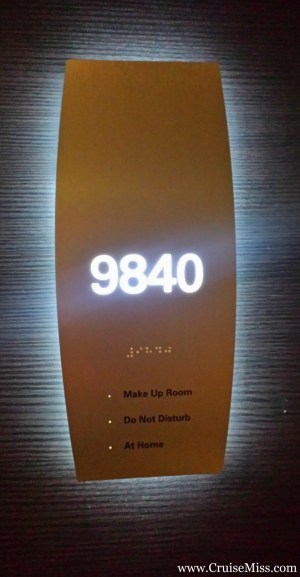 9840
⠼⠊⠓⠙⠚
Make Up Room
Do Not Disturb
At Home
www.CruiseMiss.com